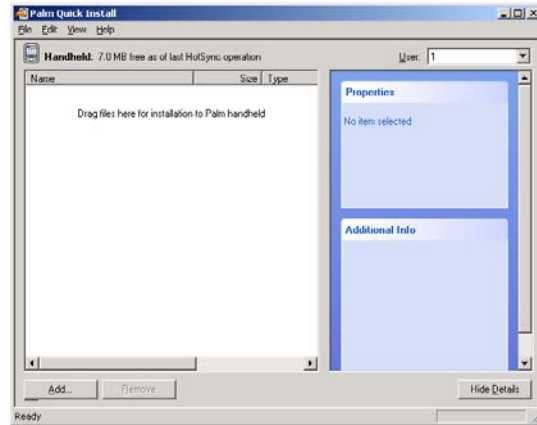 Palm Quick Install
File Edit View Help
Handheld: 7.0 MB free as of last HotSync operation User: 1
Name Size Type
Drag files here for installation to Palm handheld
Properties
No item selected
Additional Info
Add... Remove Hide Details
Ready